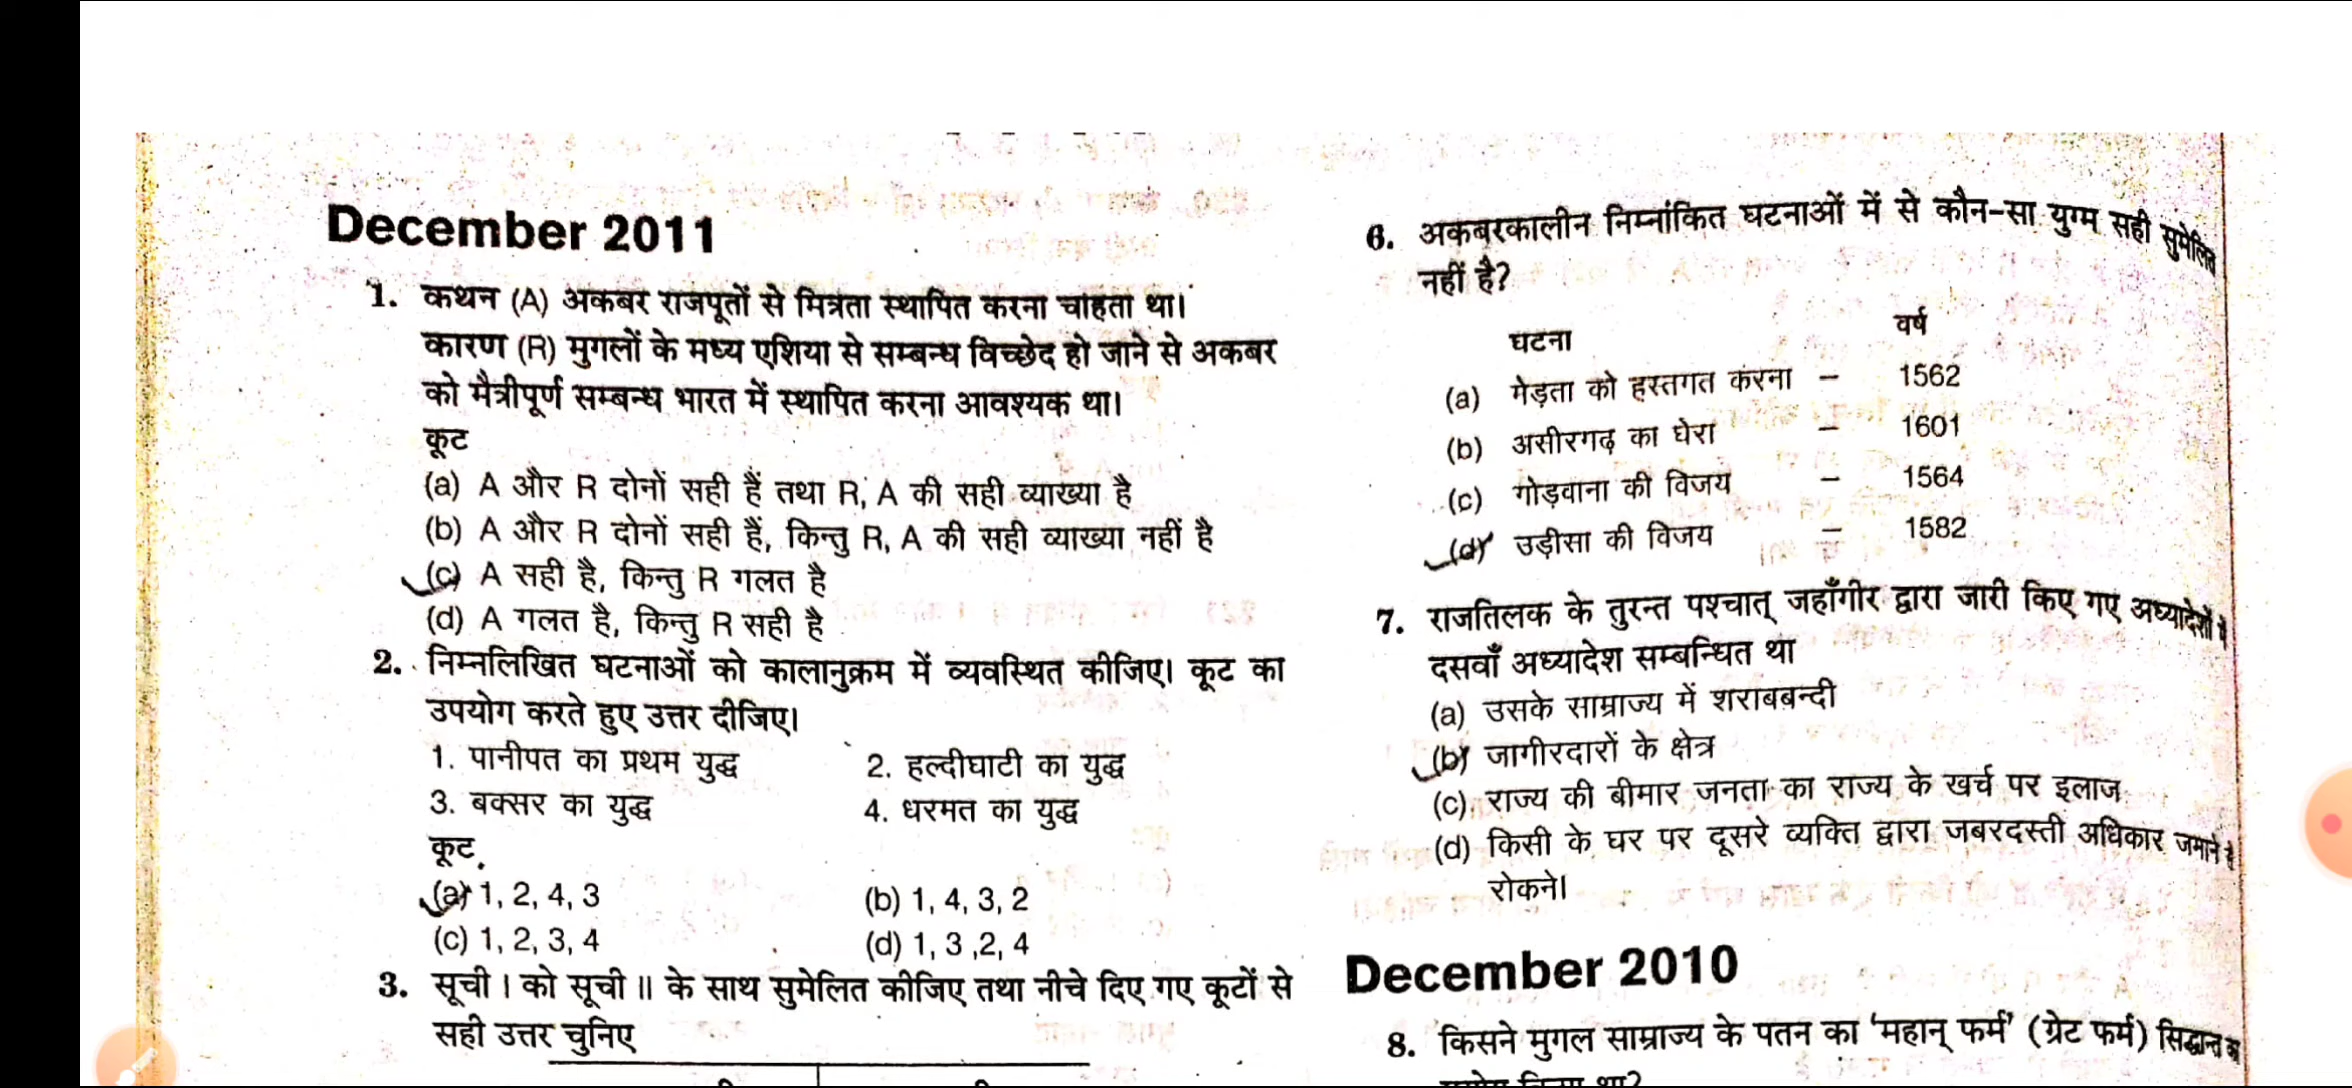 December 2011
1. कथन (A) अकबर राजपूतों से मित्रता स्थापित करना चाहता था।
कारण (R) मुगलों के मध्य एशिया से सम्बन्ध विच्छेद हो जाने से अकबर
को मैत्रीपूर्ण सम्बन्ध भारत में स्थापित करना आवश्यक था।
कूट
(a) A और R दोनों सही हैं तथा R, A की सही व्याख्या है
(b) A और R दोनों सही हैं, किन्तु R, A की सही व्याख्या नहीं है
(c) A सही है, किन्तु R गलत है
(d) A गलत है, किन्तु R सही है
2. निम्नलिखित घटनाओं को कालानुक्रम में व्यवस्थित कीजिए। कूट का
उपयोग करते हुए उत्तर दीजिए।
1. पानीपत का प्रथम युद्ध 2. हल्दीघाटी का युद्ध
3. बक्सर का युद्ध 4. धरमत का युद्ध
कूट
(a) 1, 2, 4, 3 (b) 1, 4, 3, 2
(c) 1, 2, 3, 4 (d) 1, 3 ,2, 4
3. सूची I को सूची II के साथ सुमेलित कीजिए तथा नीचे दिए गए कूटों से
सही उत्तर चुनिए
6. अकबरकालीन निम्नांकित घटनाओं में से कौन-सा युग्म सही सुमेलित
नहीं है?
घटना वर्ष
(a) मेड़ता को हस्तगत करना – 1562
(b) असीरगढ़ का घेरा – 1601
(c) गोड़वाना की विजय – 1564
(d) उड़ीसा की विजय – 1582
7. राजतिलक के तुरन्त पश्चात् जहाँगीर द्वारा जारी किए गए अध्यादेशों में
दसवाँ अध्यादेश सम्बन्धित था
(a) उसके साम्राज्य में शराबबन्दी
(b) जागीरदारों के क्षेत्र
(c) राज्य की बीमार जनता का राज्य के खर्च पर इलाज
(d) किसी के घर पर दूसरे व्यक्ति द्वारा जबरदस्ती अधिकार जमाने से
रोकने।
December 2010
8. किसने मुगल साम्राज्य के पतन का ‘महान् फर्म’ (ग्रेट फर्म) सिद्धान्त का